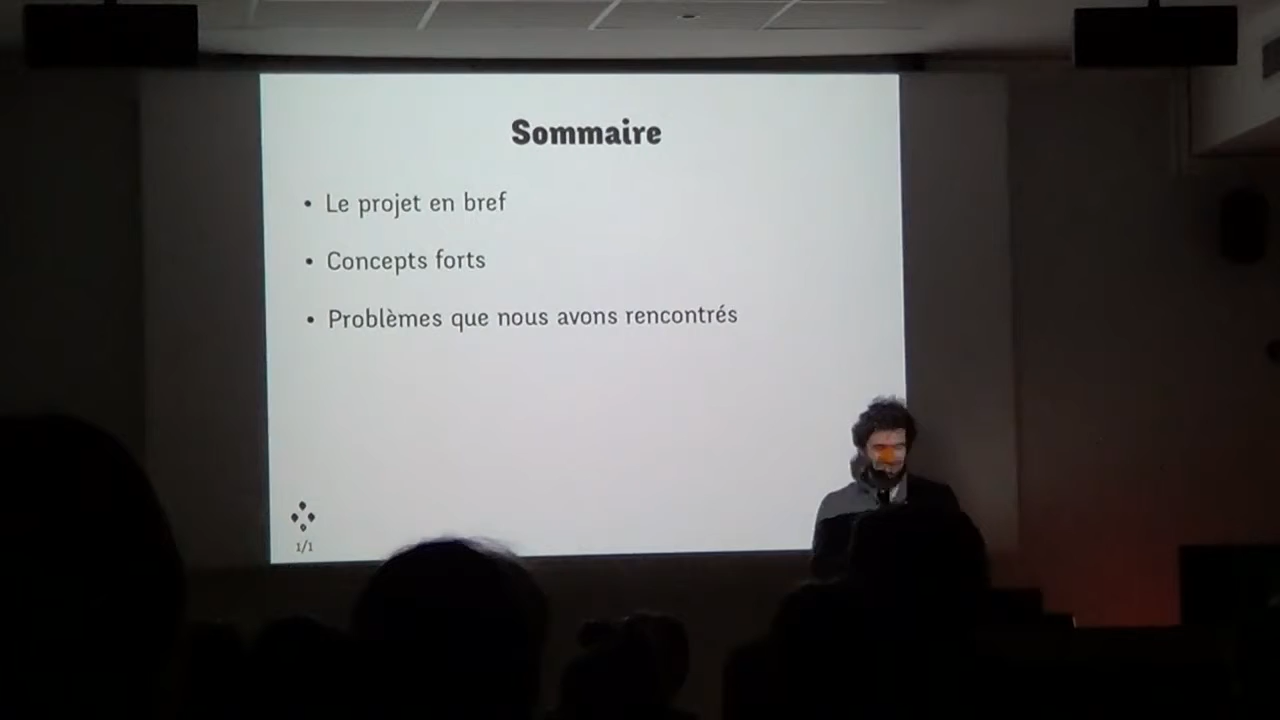 Sommaire
• Le projet en bref
• Concepts forts
• Problèmes que nous avons rencontrés
1/1